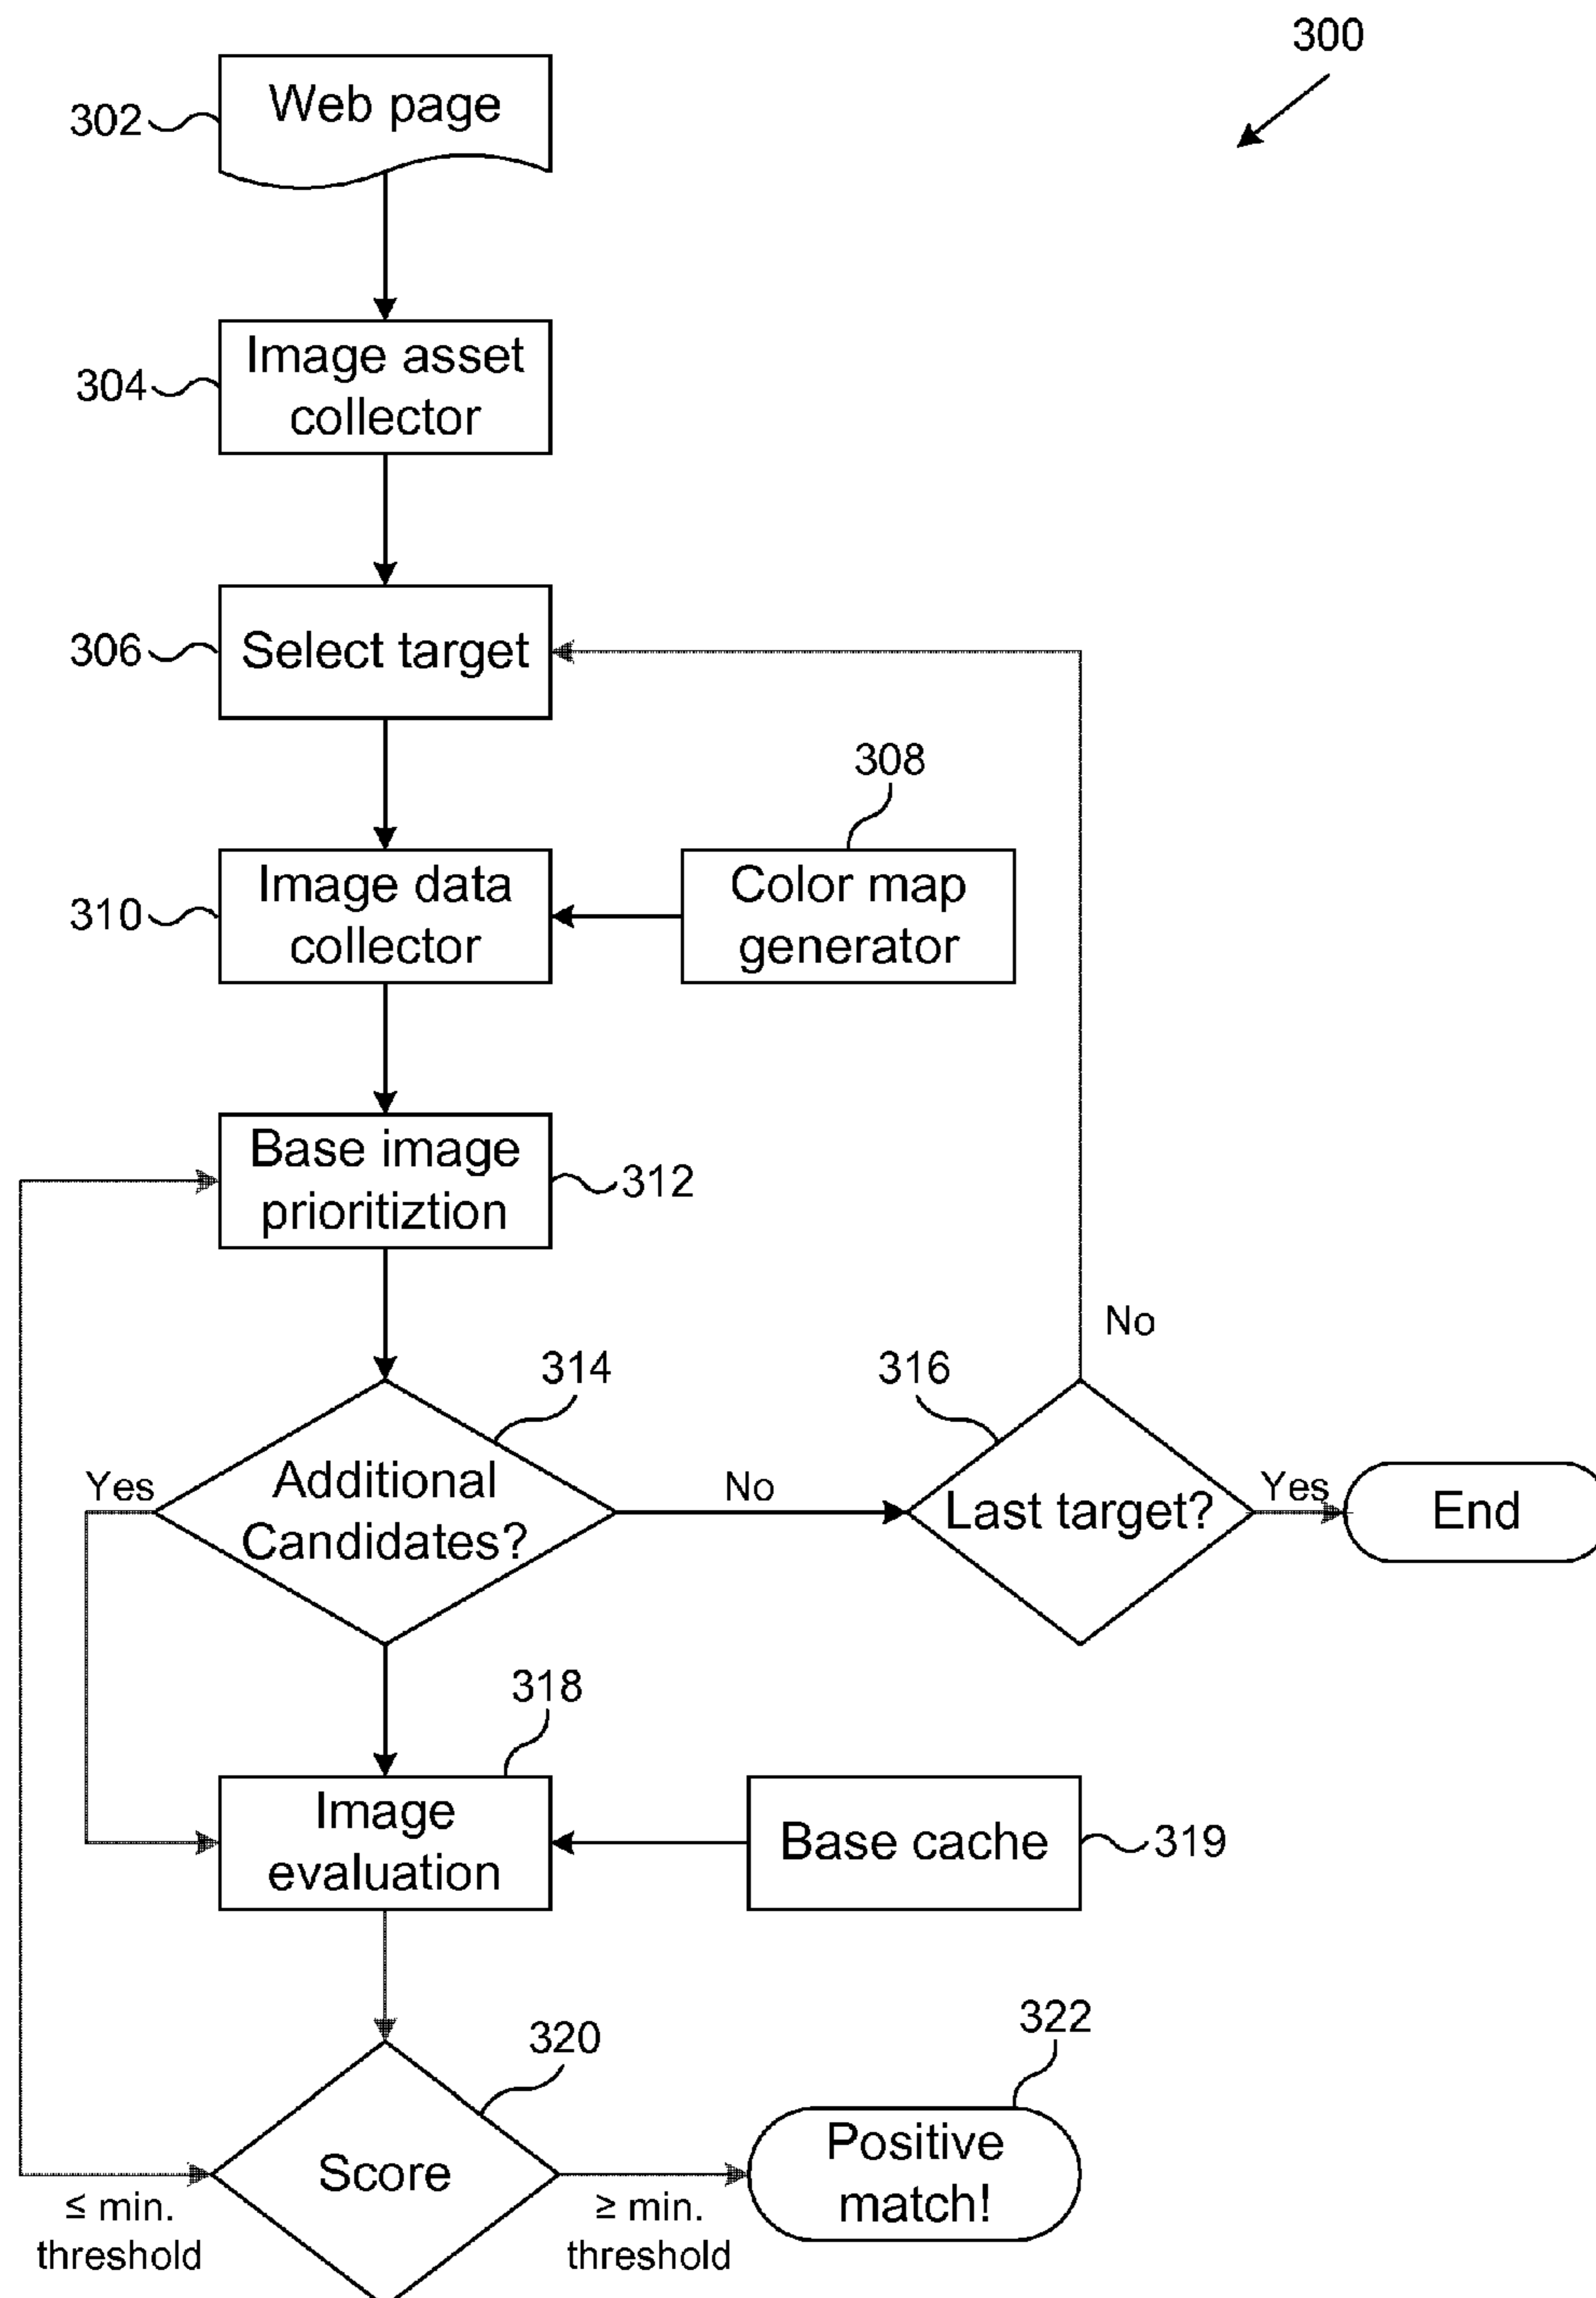 300
302
Web page
304
Image asset
collector
306
Select target
308
310
Image data
collector
Color map
generator
Base image
prioritiztion
312
No
314
316
Yes
Additional
Candidates?
No
Last target?
Yes
End
318
Image
evaluation
Base cache
319
320
322
Score
Positive
match!
≤ min.
threshold
≥ min.
threshold